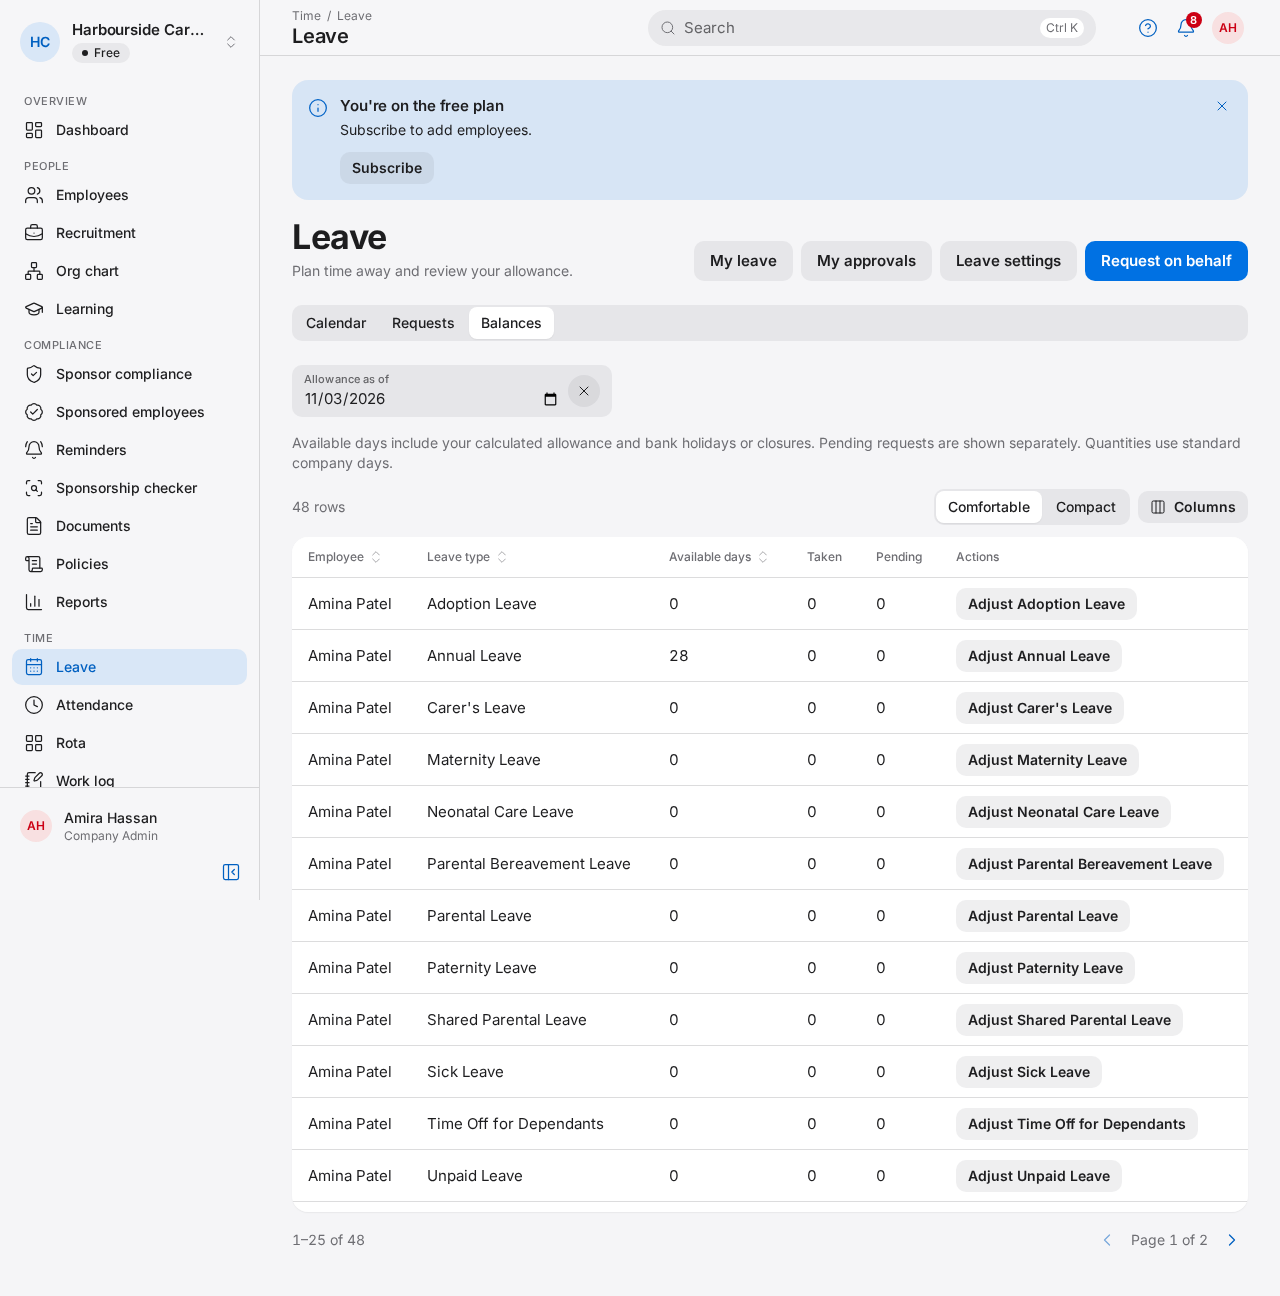 HC
Harbourside Car...
Free
OVERVIEW
Dashboard
PEOPLE
Employees
Recruitment
Org chart
Learning
COMPLIANCE
Sponsor compliance
Sponsored employees
Reminders
Sponsorship checker
Documents
Policies
Reports
TIME
Leave
Attendance
Rota
Work log
AH
Amira Hassan
Company Admin
Time / Leave
Leave
Search
Ctrl K
8
AH
You're on the free plan
Subscribe to add employees.
Subscribe
Leave
Plan time away and review your allowance.
My leave
My approvals
Leave settings
Request on behalf
Calendar
Requests
Balances
Allowance as of
11/03/2026
Available days include your calculated allowance and bank holidays or closures. Pending requests are shown separately. Quantities use standard
company days.
48 rows
Comfortable
Compact
Columns
Employee Leave type Available days Taken Pending Actions
Amina Patel Adoption Leave 0 0 0 Adjust Adoption Leave
Amina Patel Annual Leave 28 0 0 Adjust Annual Leave
Amina Patel Carer's Leave 0 0 0 Adjust Carer's Leave
Amina Patel Maternity Leave 0 0 0 Adjust Maternity Leave
Amina Patel Neonatal Care Leave 0 0 0 Adjust Neonatal Care Leave
Amina Patel Parental Bereavement Leave 0 0 0 Adjust Parental Bereavement Leave
Amina Patel Parental Leave 0 0 0 Adjust Parental Leave
Amina Patel Paternity Leave 0 0 0 Adjust Paternity Leave
Amina Patel Shared Parental Leave 0 0 0 Adjust Shared Parental Leave
Amina Patel Sick Leave 0 0 0 Adjust Sick Leave
Amina Patel Time Off for Dependants 0 0 0 Adjust Time Off for Dependants
Amina Patel Unpaid Leave 0 0 0 Adjust Unpaid Leave
1–25 of 48
Page 1 of 2